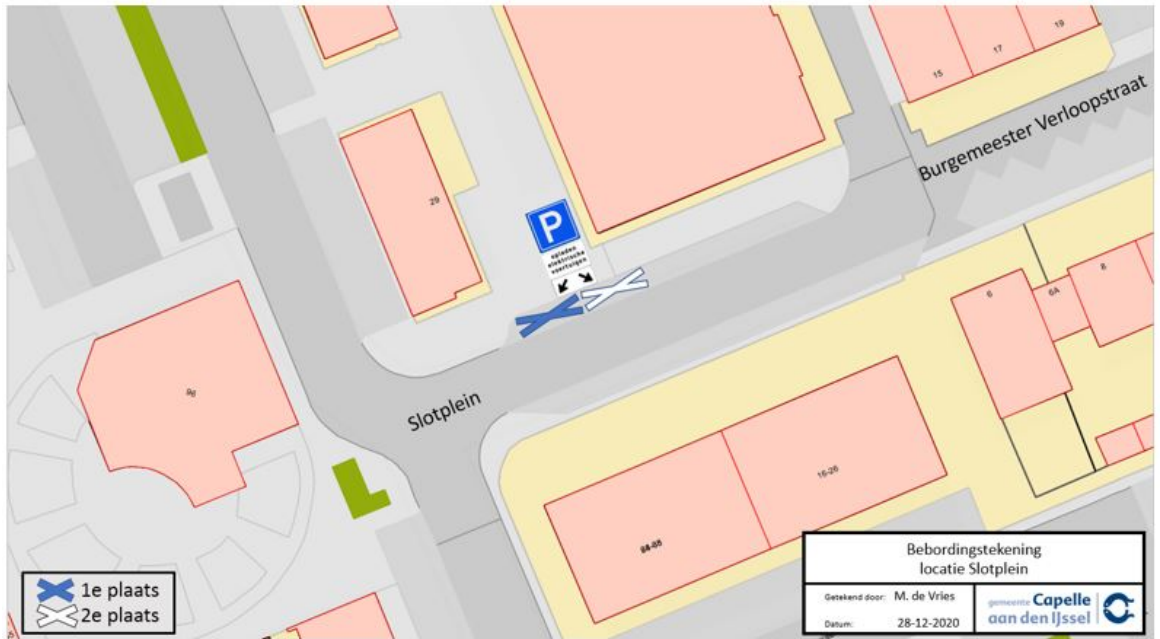 19
17
15
Burgemeester Verloopstraat
29
P
opladen
elektrische
voertuigen
8
6A
6
Slotplein
16-26
1e plaats
2e plaats
Bebordingstekening
locatie Slotplein
Getekend door: M. de Vries
Datum: 28-12-2020
gemeente Capelle
aan den IJssel